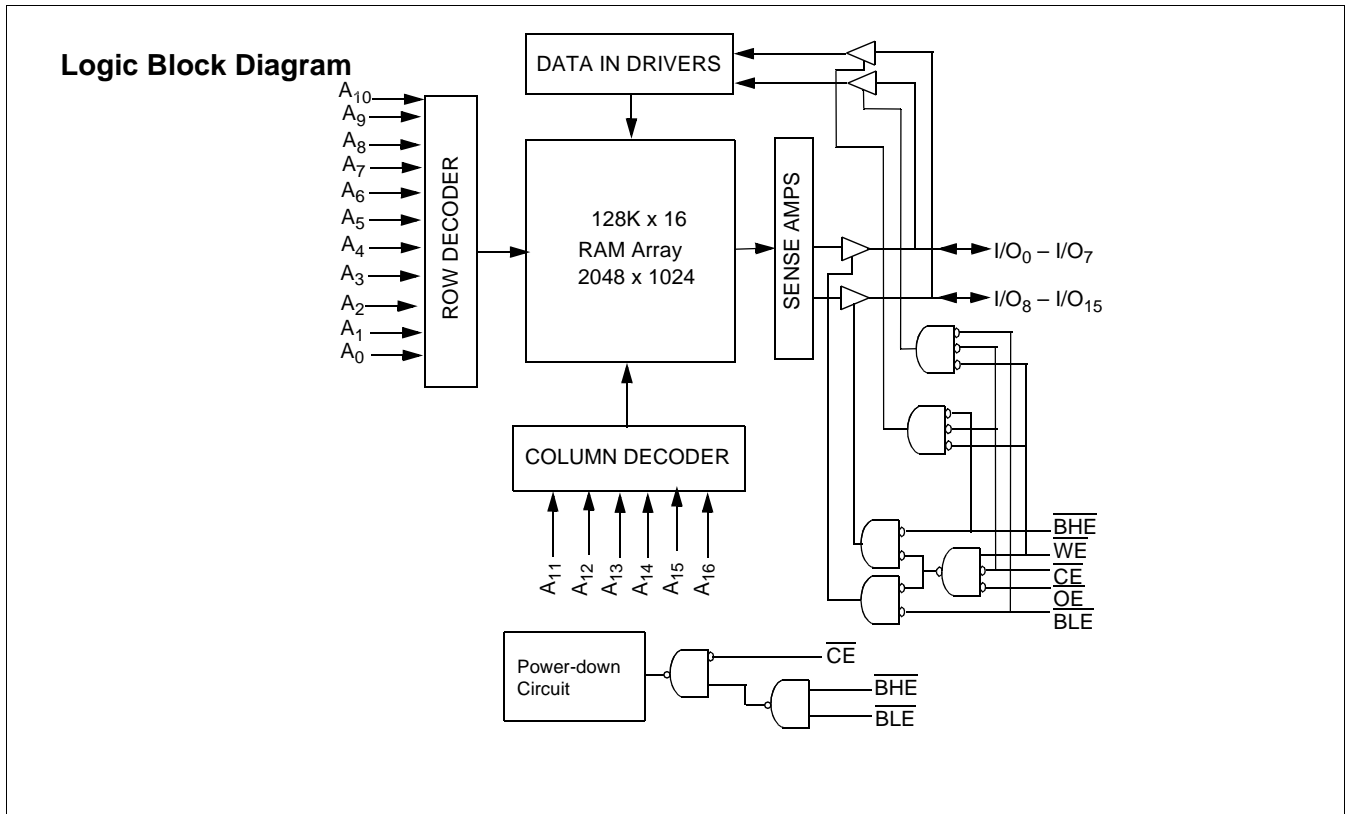 Logic Block Diagram
DATA IN DRIVERS
A10
A9
A8
A7
A6
A5
A4
A3
A2
A1
A0
ROW DECODER
128K x 16
RAM Array
2048 x 1024
SENSE AMPS
I/O0 – I/O7
I/O8 – I/O15
COLUMN DECODER
A11
A12
A13
A14
A15
A16
BHE
WE
CE
OE
BLE
Power-down
Circuit
CE
BHE
BLE